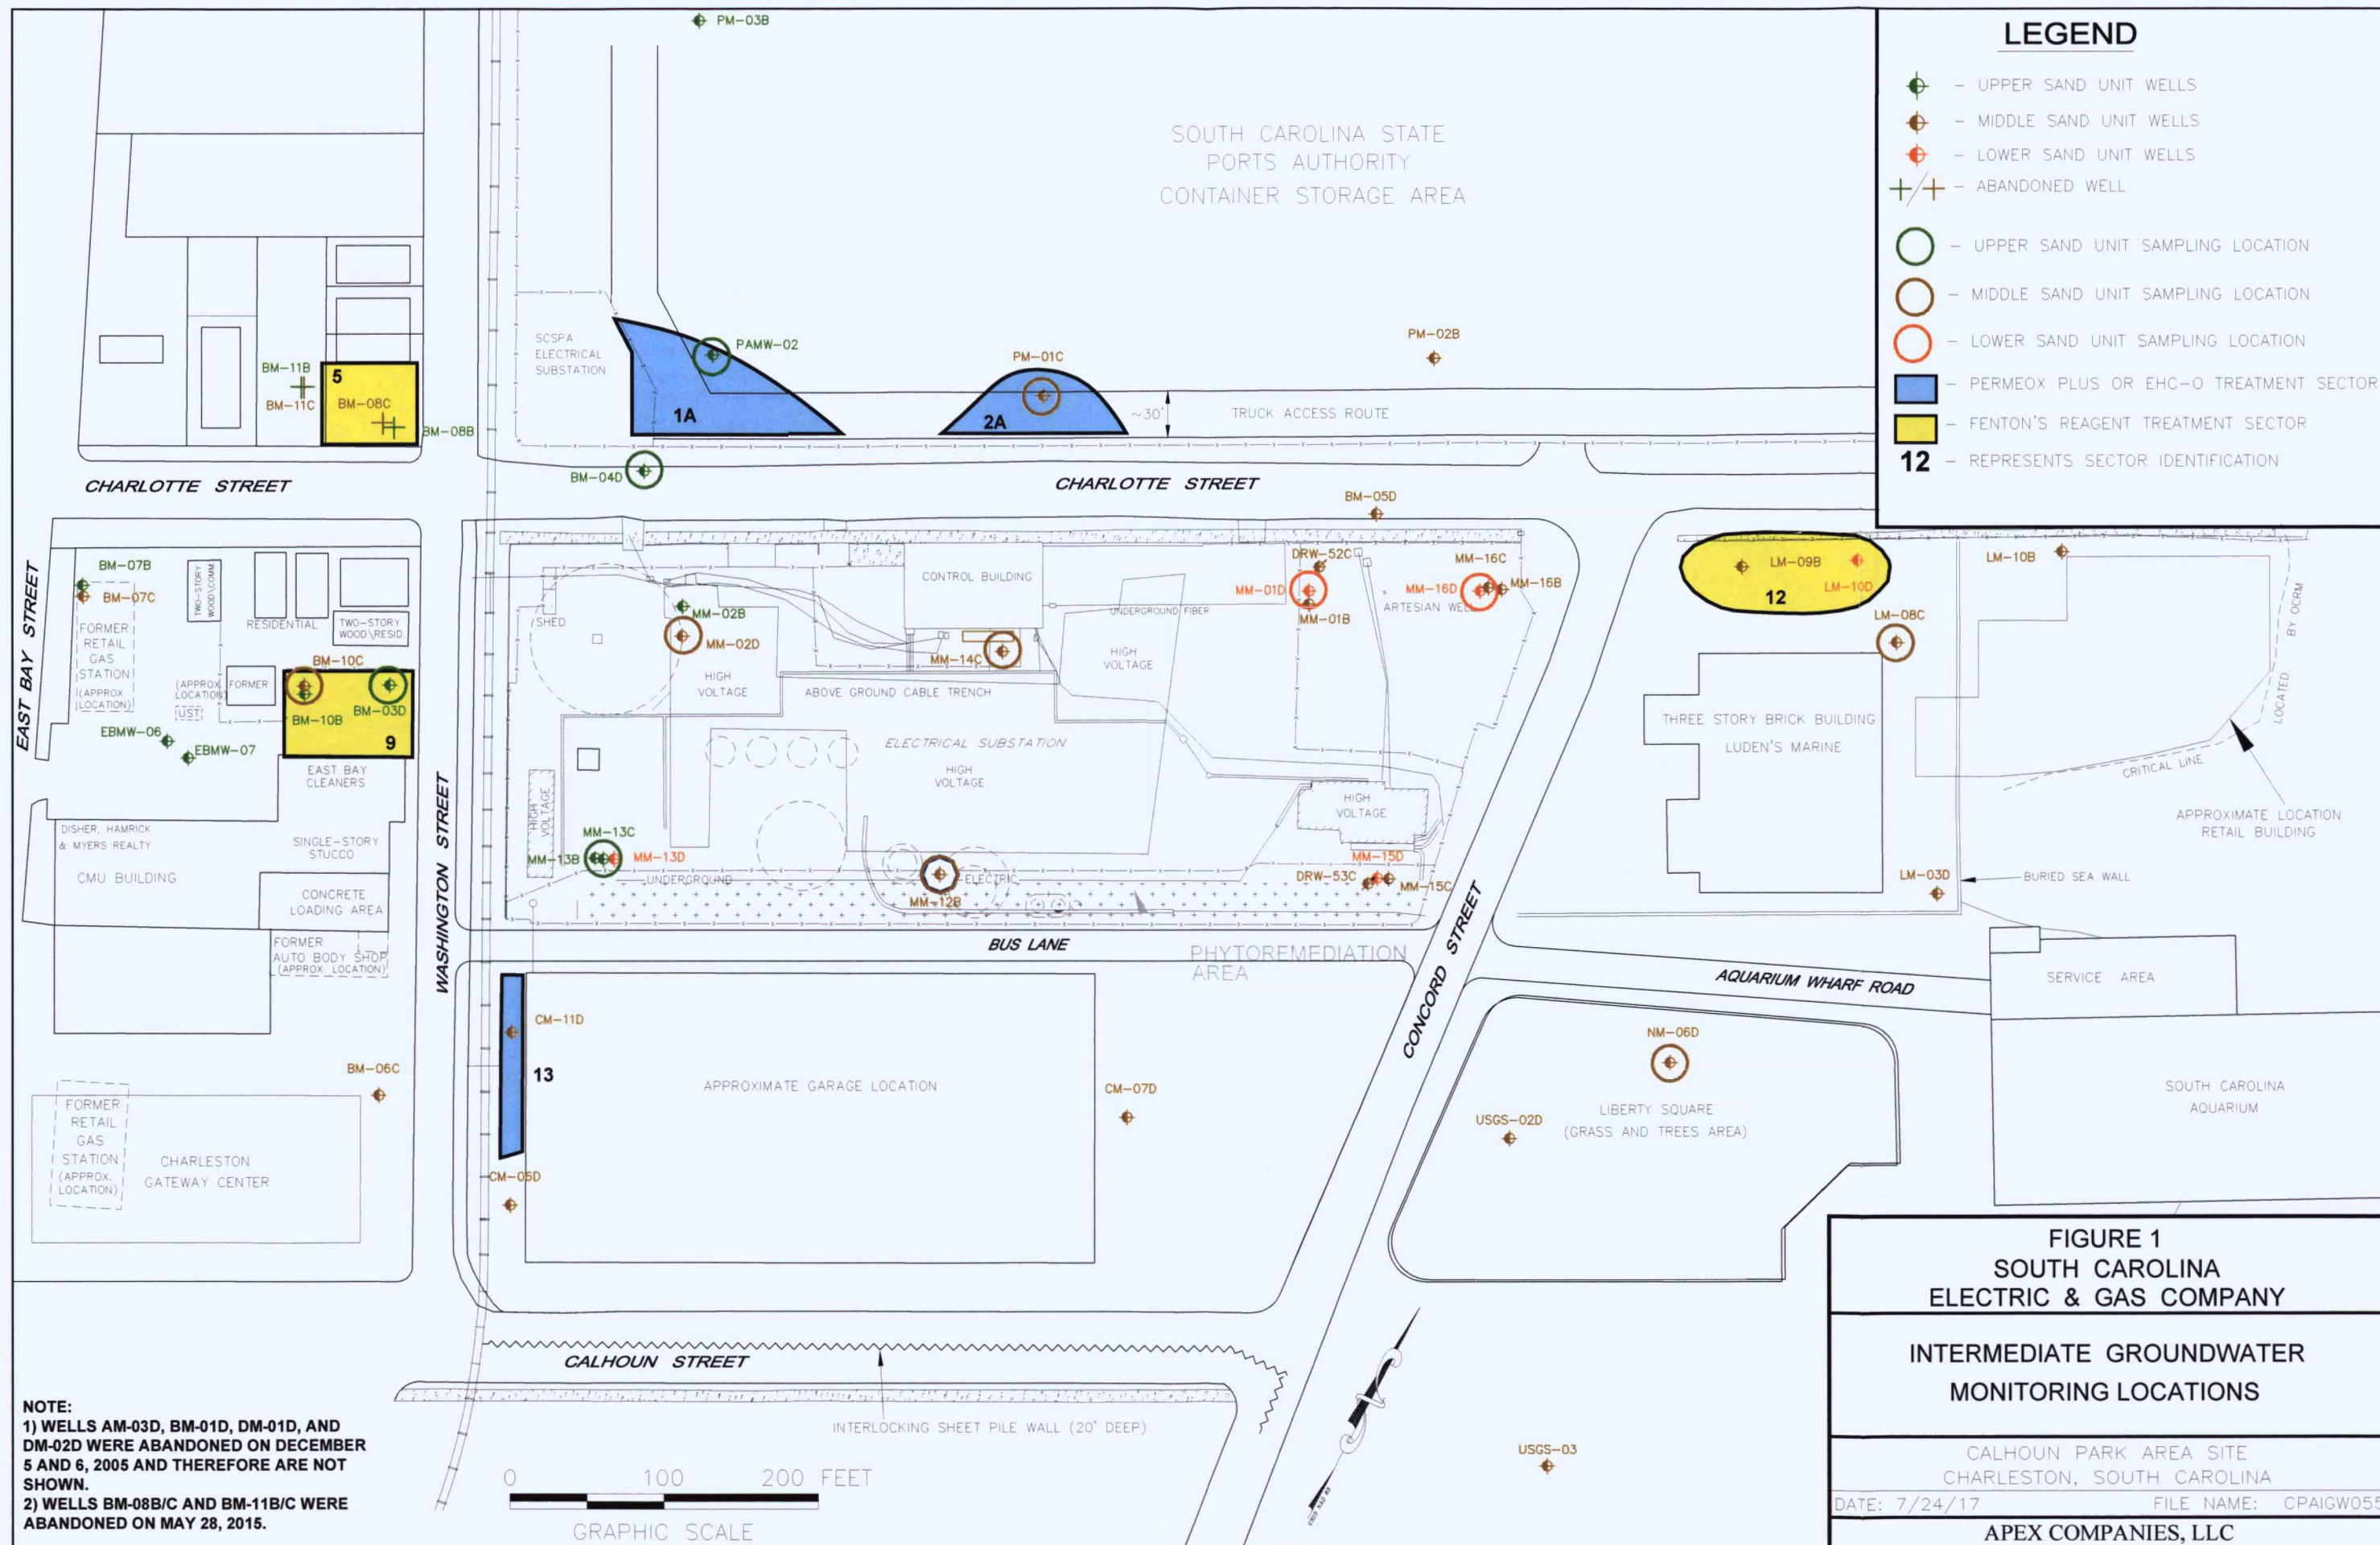 PM-03B
SOUTH CAROLINA STATE
PORTS AUTHORITY
CONTAINER STORAGE AREA
LEGEND
- UPPER SAND UNIT WELLS
- MIDDLE SAND UNIT WELLS
- LOWER SAND UNIT WELLS
- ABANDONED WELL
- UPPER SAND UNIT SAMPLING LOCATION
- MIDDLE SAND UNIT SAMPLING LOCATION
- LOWER SAND UNIT SAMPLING LOCATION
- PERMEOX PLUS OR EHC-O TREATMENT SECTOR
- FENTON'S REAGENT TREATMENT SECTOR
12 - REPRESENTS SECTOR IDENTIFICATION
SCSPA
ELECTRICAL
SUBSTATION
PAMW-02
1A
PM-01C
2A
PM-02B
~30'
TRUCK ACCESS ROUTE
BM-11B
BM-11C
5
BM-08C
BM-08B
BM-04D
CHARLOTTE STREET
CHARLOTTE STREET
BM-05D
EAST BAY STREET
BM-07B
BM-07C
FORMER
RETAIL
GAS
STATION
(APPROX
LOCATION)
TWO-STORY
WOOD\COMM
RESIDENTIAL
TWO-STORY
WOOD\RESID.
(APPROX
LOCATION)
UST
FORMER
BM-10C
BM-10B
BM-03D
9
EBMW-06
EBMW-07
EAST BAY
CLEANERS
DISHER, HAMRICK
& MYERS REALTY
CMU BUILDING
SINGLE-STORY
STUCCO
CONCRETE
LOADING AREA
FORMER
AUTO BODY SHOP
(APPROX. LOCATION)
WASHINGTON STREET
SHED
MM-02B
MM-02D
HIGH
VOLTAGE
CONTROL BUILDING
MM-14C
ABOVE GROUND CABLE TRENCH
UNDERGROUND FIBER
HIGH
VOLTAGE
DRW-52C
MM-01D
MM-01B
MM-16C
MM-16D
MM-16B
ARTESIAN WELL
ELECTRICAL SUBSTATION
HIGH
VOLTAGE
HIGH
VOLTAGE
HIGH
VOLTAGE
MM-13C
MM-13B
MM-13D
UNDERGROUND
ELECTRIC
MM-12B
MM-15D
DRW-53C
MM-15C
BUS LANE
PHYTOREMEDIATION
AREA
CONCORD STREET
LM-09B
LM-10D
12
LM-10B
LM-08C
THREE STORY BRICK BUILDING
LUDEN'S MARINE
LOCATED
BY OCRM
CRITICAL LINE
APPROXIMATE LOCATION
RETAIL BUILDING
LM-03D
BURIED SEA WALL
AQUARIUM WHARF ROAD
SERVICE AREA
SOUTH CAROLINA
AQUARIUM
NM-06D
USGS-02D
LIBERTY SQUARE
(GRASS AND TREES AREA)
CM-11D
13
APPROXIMATE GARAGE LOCATION
CM-07D
CM-06D
BM-06C
FORMER
RETAIL
GAS
STATION
(APPROX.
LOCATION)
CHARLESTON
GATEWAY CENTER
CALHOUN STREET
INTERLOCKING SHEET PILE WALL (20' DEEP)
USGS-03
NOTE:
1) WELLS AM-03D, BM-01D, DM-01D, AND
DM-02D WERE ABANDONED ON DECEMBER
5 AND 6, 2005 AND THEREFORE ARE NOT
SHOWN.
2) WELLS BM-08B/C AND BM-11B/C WERE
ABANDONED ON MAY 28, 2015.
0 100 200 FEET
GRAPHIC SCALE
FIGURE 1
SOUTH CAROLINA
ELECTRIC & GAS COMPANY
INTERMEDIATE GROUNDWATER
MONITORING LOCATIONS
CALHOUN PARK AREA SITE
CHARLESTON, SOUTH CAROLINA
DATE: 7/24/17 FILE NAME: CPAIGW055
APEX COMPANIES, LLC